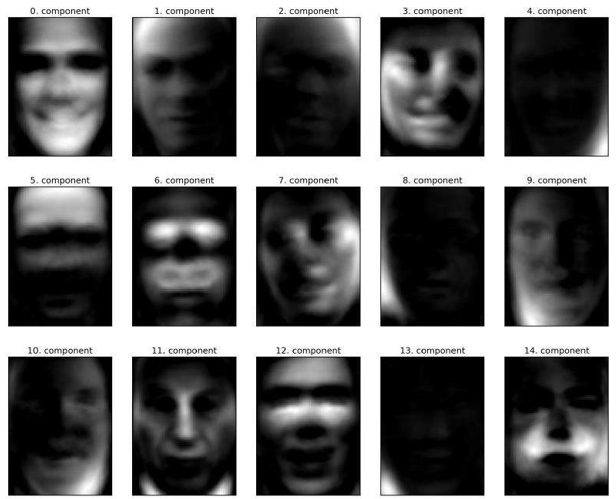 0. component
1. component
2. component
3. component
4. component
5. component
6. component
7. component
8. component
9. component
10. component
11. component
12. component
13. component
14. component